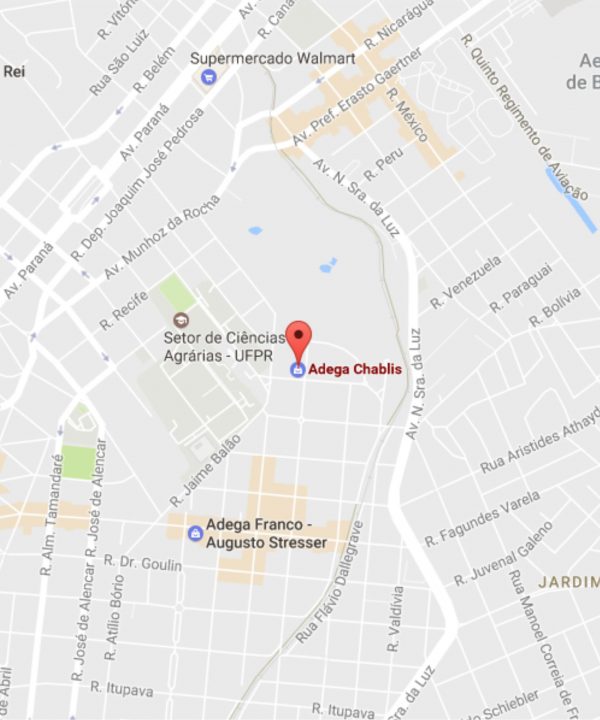 R. Vitório
Rua São Luiz
R. Belém
R. Cana
R. Nicarágua
Supermercado Walmart
Rei
Ae
de B
Av. Paraná
R. Dep. Joaquim José Pedrosa
Av. Pref. Erasto Gaertner
R. México
R. Quinto Regimento de Aviação
R. Peru
Av. N. Sra. da Luz
Av. Munhoz da Rocha
Av. Paraná
R. Recife
R. Venezuela
R. Paraguai
R. Bolívia
Setor de Ciências
Agrárias - UFPR
Adega Chablis
Av. N. Sra. da Luz
R. Jaime Balão
Rua Aristides Athayd
R. Alm. Tamandaré
R. José de Alencar
Adega Franco -
Augusto Stresser
R. Fagundes Varela
R. Juvenal Galeno
R. Dr. Goulin
Rua Flávio Dallegrave
JARDIM
R. José de Alencar
R. Atílio Bório
R. Valdívia
Rua Manoel Correia de F
de Abril
R. Itupava
R. Itupava
Sra. da Luz
do Schiebler